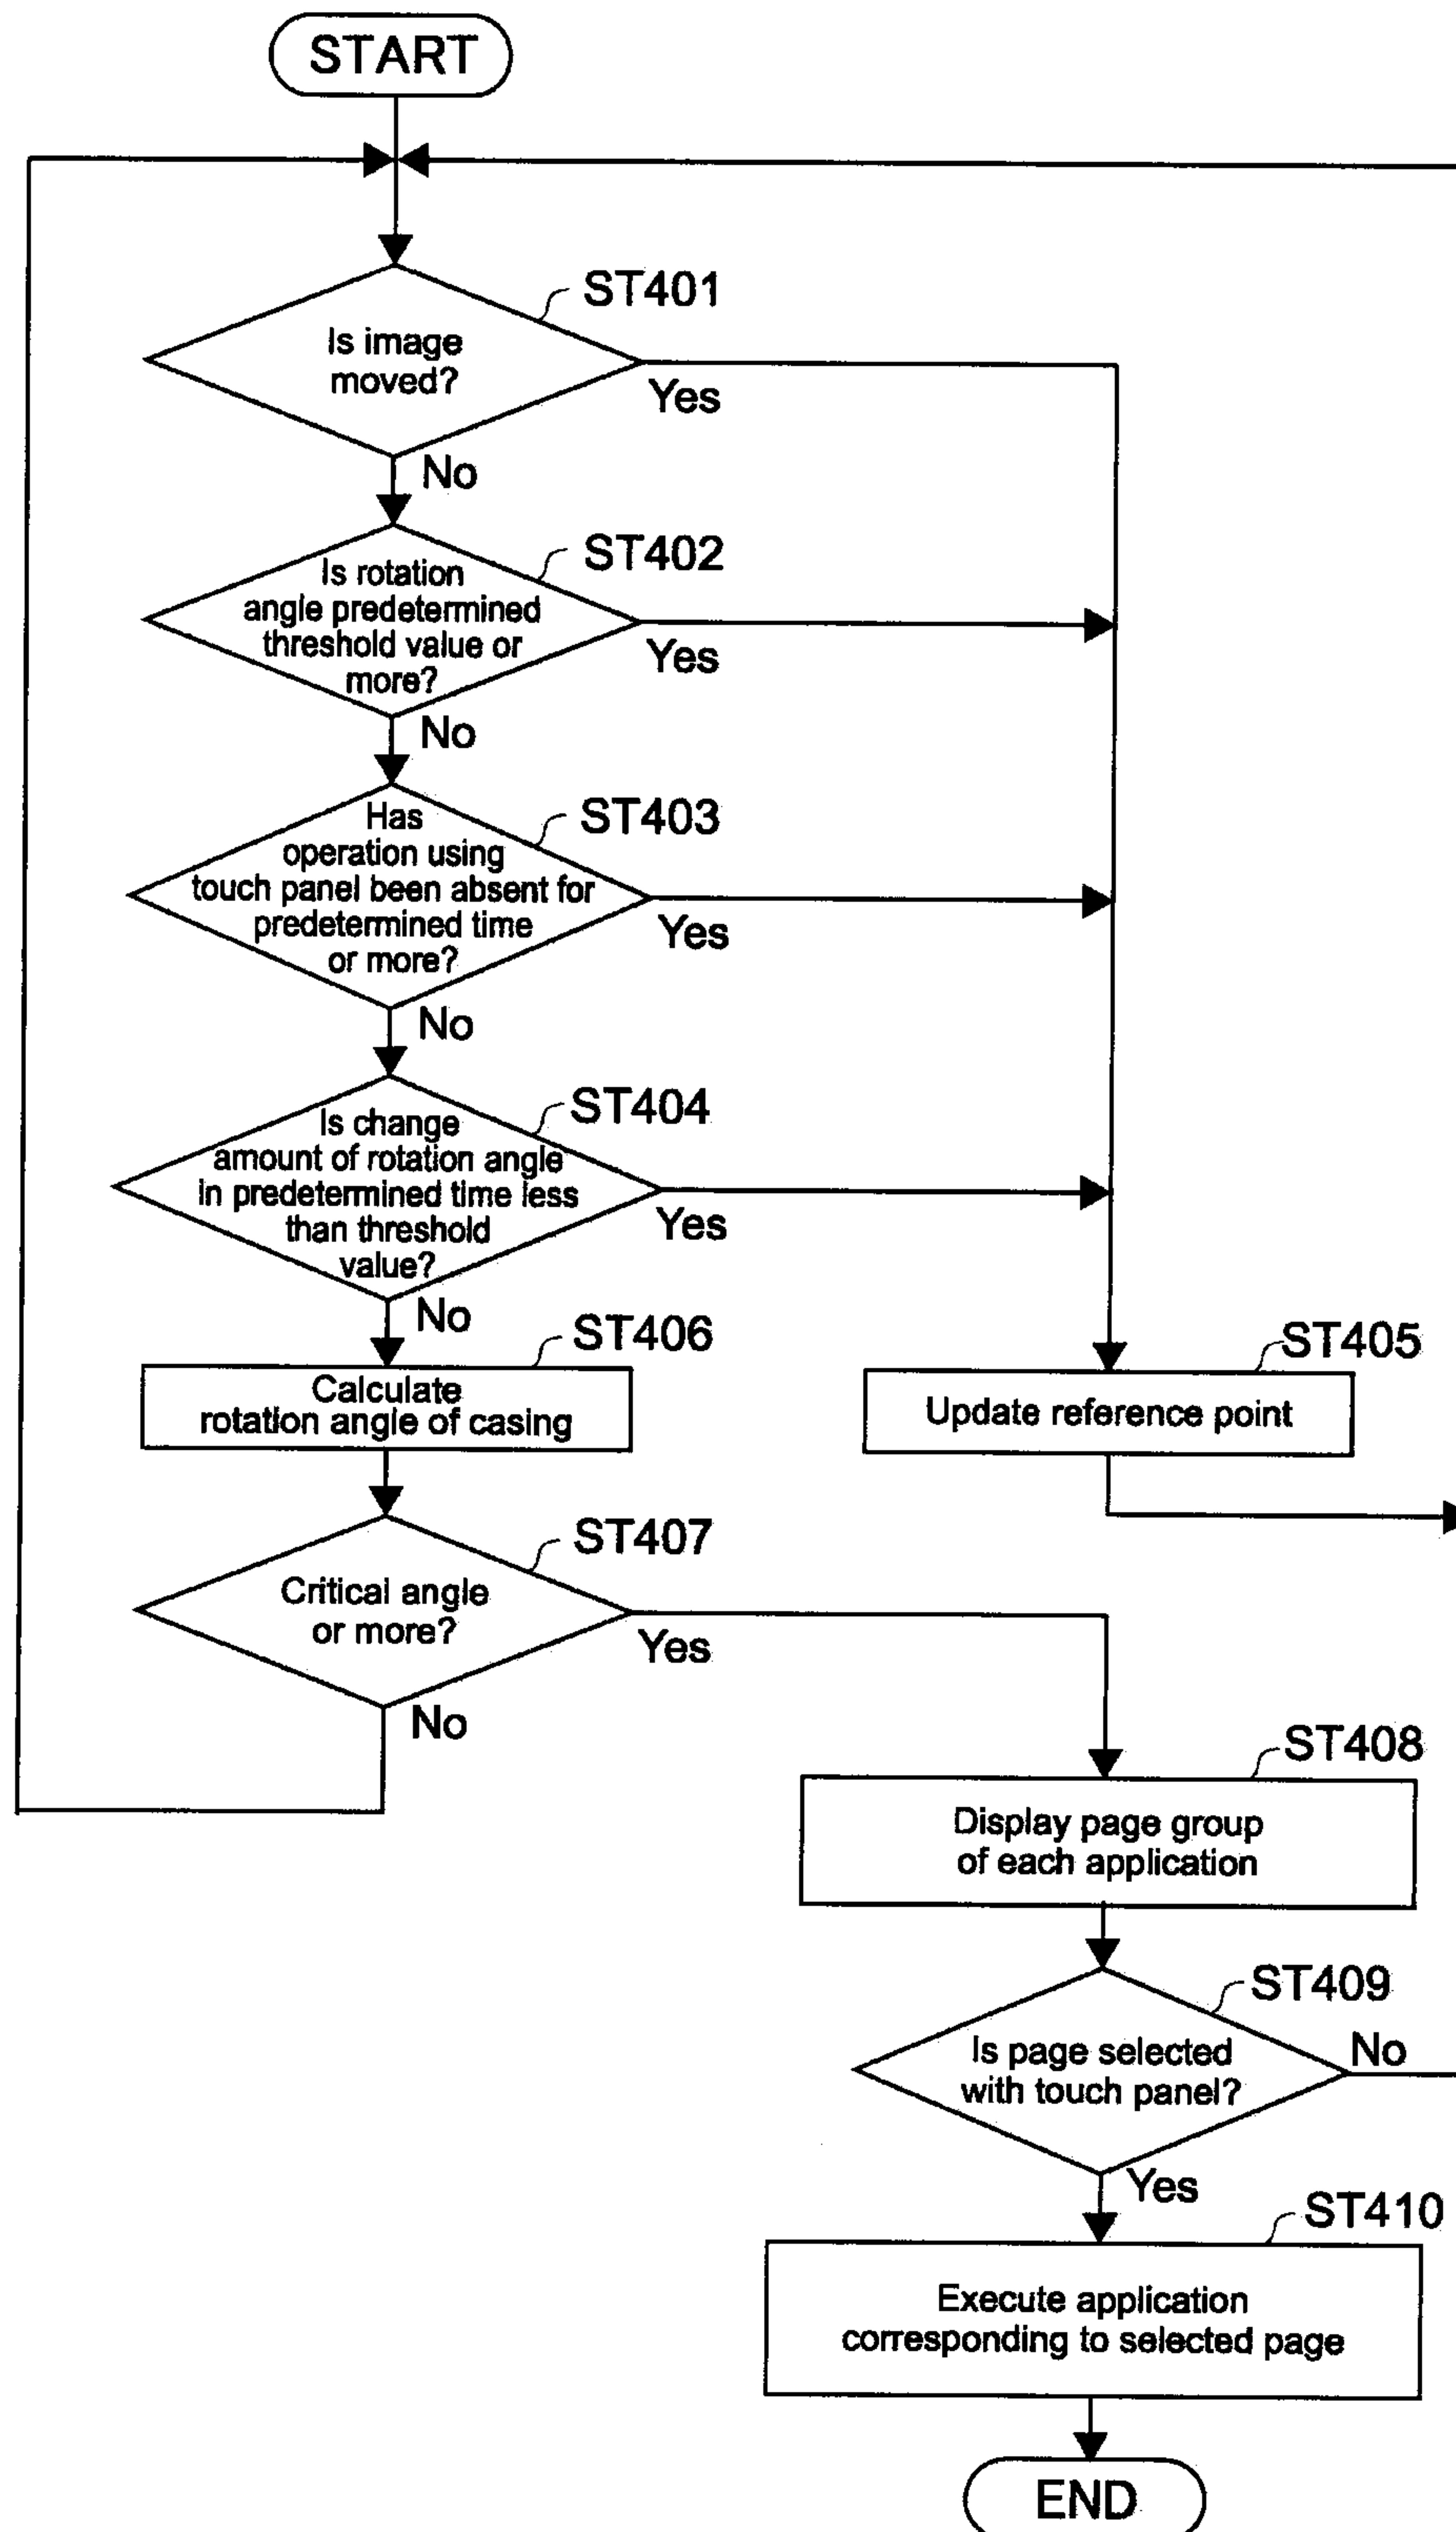 START
ST401
Is image
moved?
Yes
No
ST402
Is rotation
angle predetermined
threshold value or
more?
Yes
No
ST403
Has
operation using
touch panel been absent for
predetermined time
or more?
Yes
No
ST404
Is change
amount of rotation angle
in predetermined time less
than threshold
value?
Yes
No
ST406
Calculate
rotation angle of casing
ST405
Update reference point
ST407
Critical angle
or more?
Yes
No
ST408
Display page group
of each application
ST409
Is page selected
with touch panel?
No
Yes
ST410
Execute application
corresponding to selected page
END